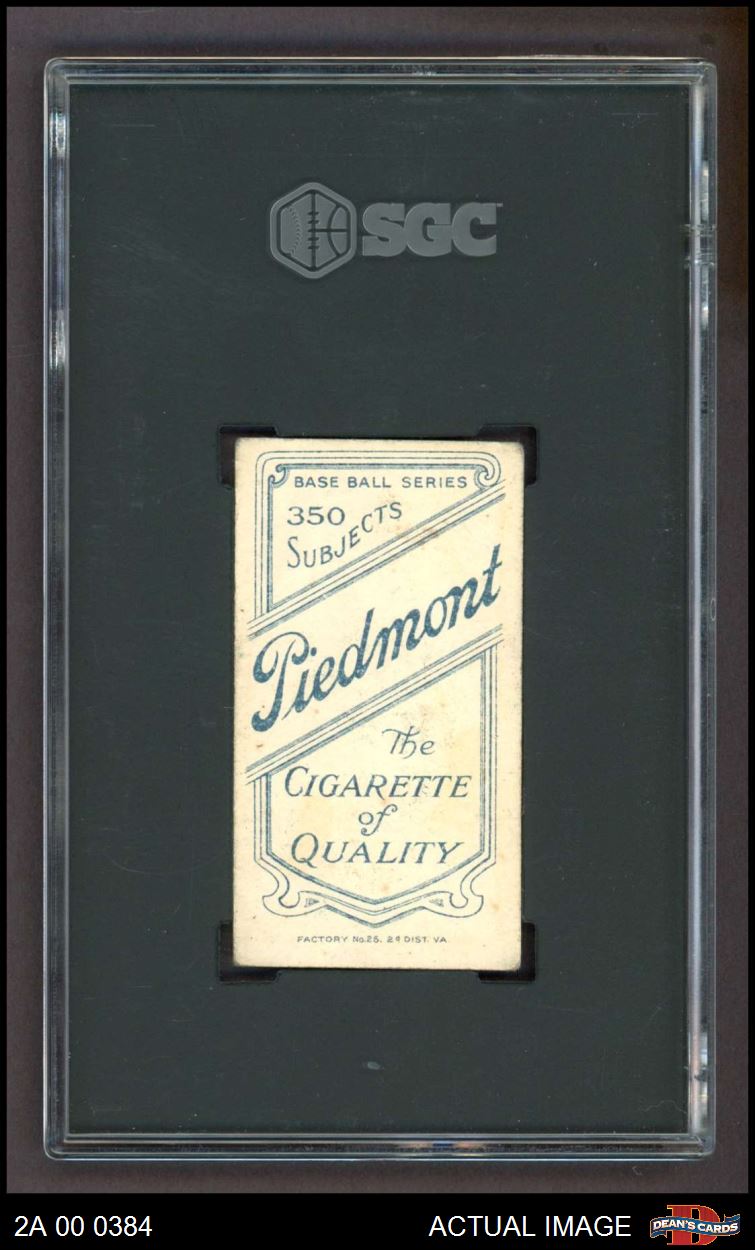 SGC
BASE BALL SERIES
350
SUBJECTS
Piedmont
The
CIGARETTE
of
QUALITY
FACTORY No. 25. 2d DIST. VA.
2A 00 0384
ACTUAL IMAGE
D
DEAN'S CARDS